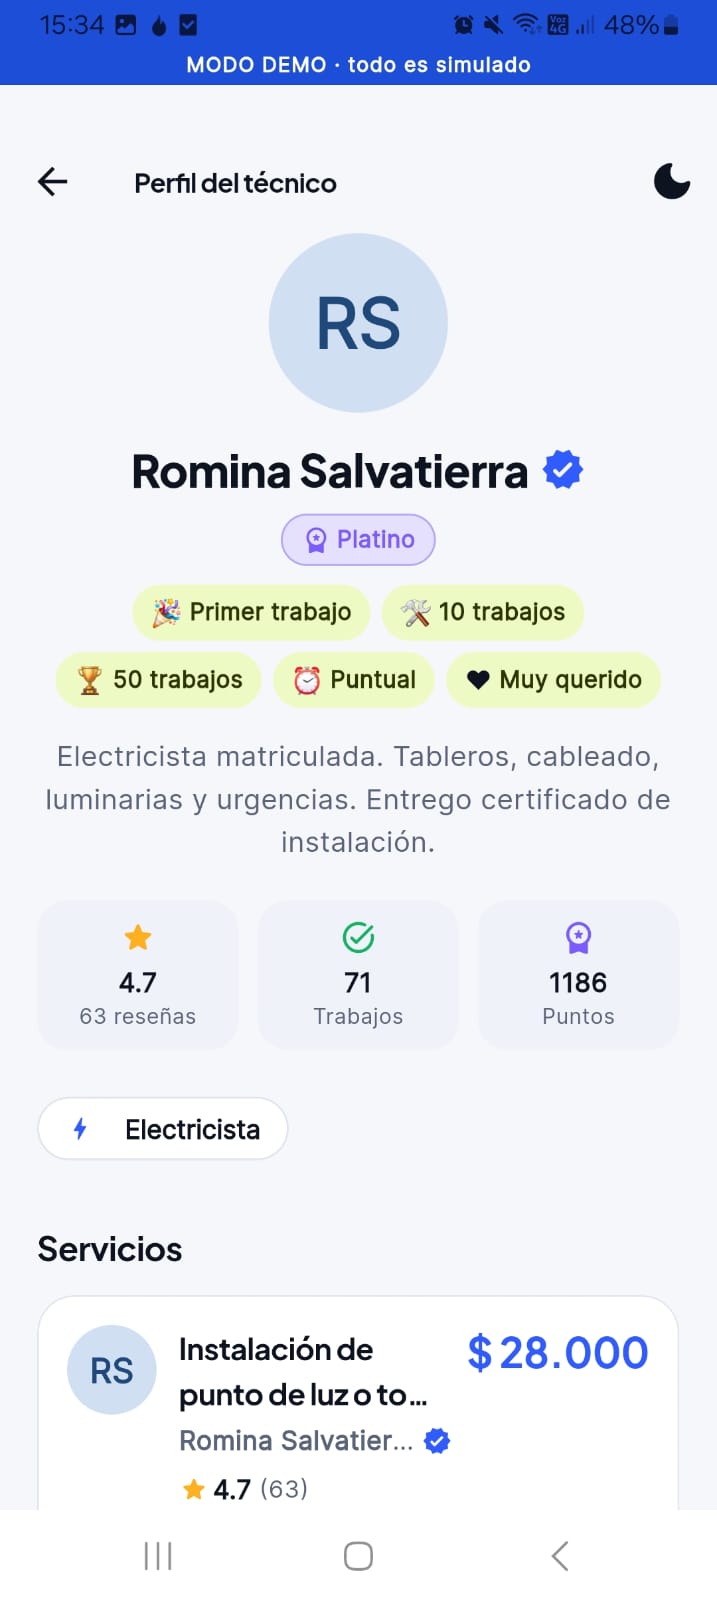 15:34 Voz 4G 48%
MODO DEMO · todo es simulado
Perfil del técnico
RS
Romina Salvatierra
Platino
🎉 Primer trabajo 🛠️ 10 trabajos
🏆 50 trabajos ⏰ Puntual 🖤 Muy querido
Electricista matriculada. Tableros, cableado,
luminarias y urgencias. Entrego certificado de
instalación.
4.7 71 1186
63 reseñas Trabajos Puntos
Electricista
Servicios
RS
Instalación de
punto de luz o to...
$ 28.000
Romina Salvatier...
4.7 (63)